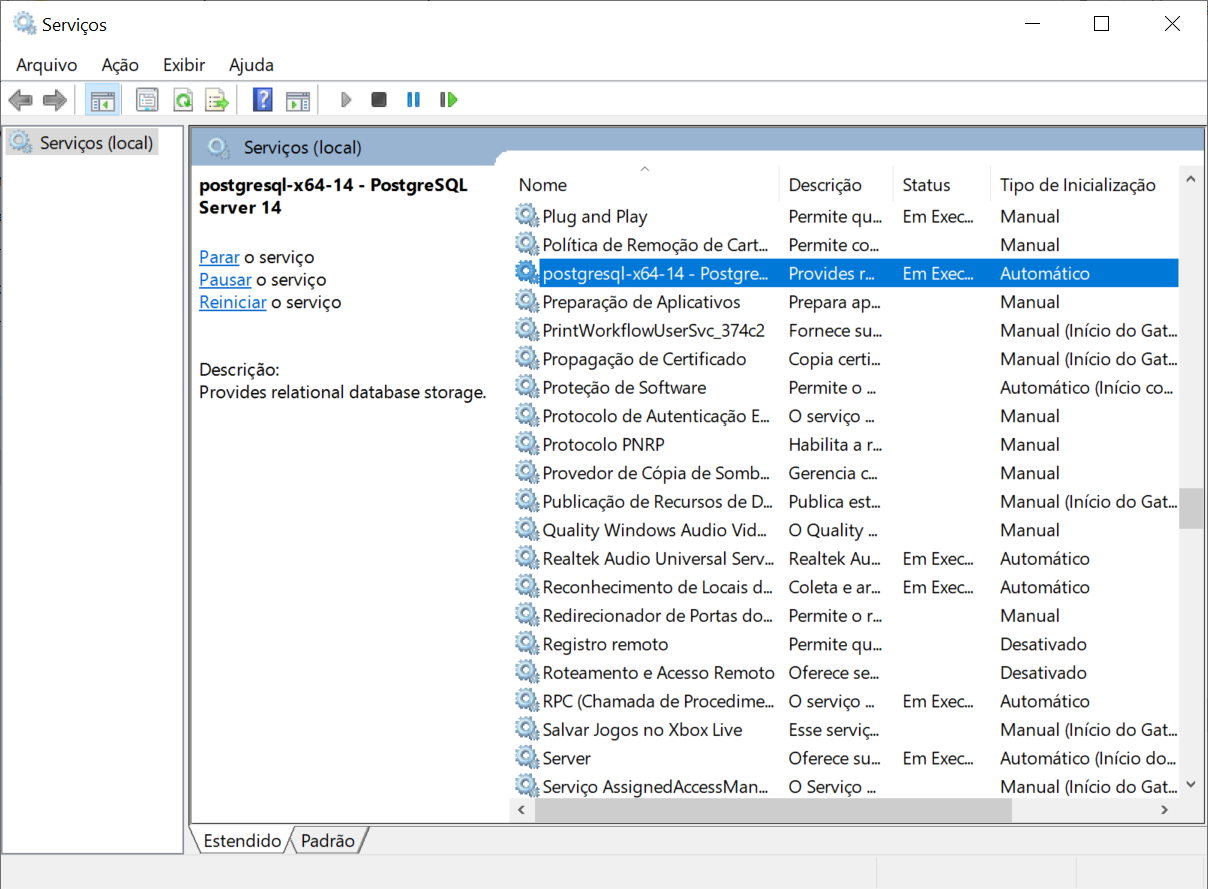 Serviços
Arquivo Ação Exibir Ajuda
Serviços (local)
Serviços (local)
postgresql-x64-14 - PostgreSQL
Server 14
Parar o serviço
Pausar o serviço
Reiniciar o serviço
Descrição:
Provides relational database storage.
Nome Descrição Status Tipo de Inicialização
Plug and Play Permite qu... Em Exec... Manual
Política de Remoção de Cart... Permite co... Manual
postgresql-x64-14 - Postgre... Provides r... Em Exec... Automático
Preparação de Aplicativos Prepara ap... Manual
PrintWorkflowUserSvc_374c2 Fornece su... Manual (Início do Gat...
Propagação de Certificado Copia certi... Manual (Início do Gat...
Proteção de Software Permite o ... Automático (Início co...
Protocolo de Autenticação E... O serviço ... Manual
Protocolo PNRP Habilita a r... Manual
Provedor de Cópia de Somb... Gerencia c... Manual
Publicação de Recursos de D... Publica est... Manual (Início do Gat...
Quality Windows Audio Vid... O Quality ... Manual
Realtek Audio Universal Serv... Realtek Au... Em Exec... Automático
Reconhecimento de Locais d... Coleta e ar... Em Exec... Automático
Redirecionador de Portas do... Permite o r... Manual
Registro remoto Permite qu... Desativado
Roteamento e Acesso Remoto Oferece se... Desativado
RPC (Chamada de Procedime... O serviço ... Em Exec... Automático
Salvar Jogos no Xbox Live Esse serviç... Manual (Início do Gat...
Server Oferece su... Em Exec... Automático (Início do...
Serviço AssignedAccessMan... O Serviço ... Manual (Início do Gat...
Estendido Padrão